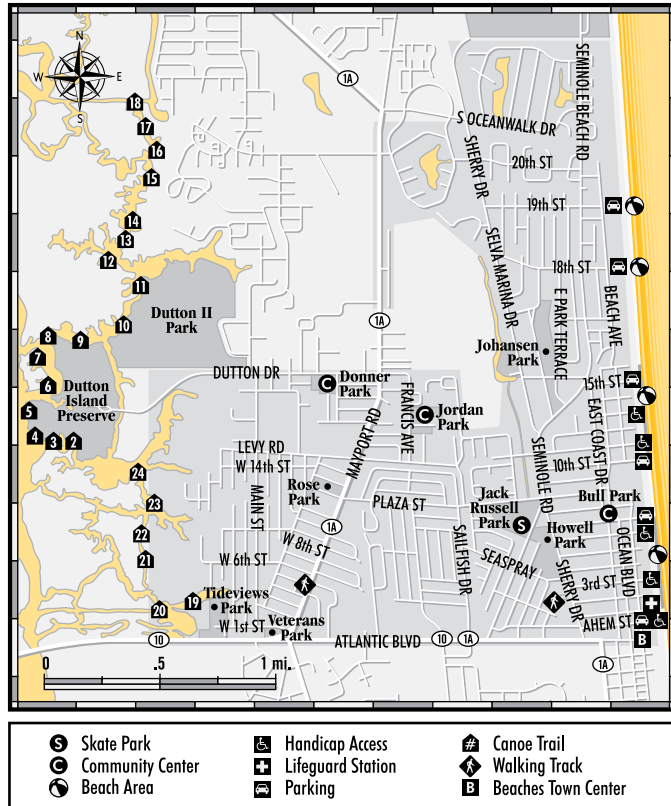 N
W E
S
18
17
16
15
14
13
12
11
10
9
8
7
6
5
4
3
2
24
23
22
21
20
19
1A
S OCEANWALK DR
SEMINOLE BEACH RD
20th ST
SHERRY DR
19th ST
18th ST
SELVA MARINA DR
E PARK TERRACE
BEACH AVE
Dutton II
Park
1A
Johansen
Park
Dutton
Island
Preserve
DUTTON DR
C
Donner
Park
15th ST
FRANCIS AVE
C
Jordan
Park
MAYPORT RD
EAST COAST DR
LEVY RD
W 14th ST
10th ST
SEMINOLE RD
Rose
Park
MAIN ST
PLAZA ST
Jack
Russell
Park
S
Bull Park
C
1A
W 8th ST
Howell
Park
OCEAN BLVD
SAILFISH DR
SEASPRAY
W 6th ST
3rd ST
SHERRY DR
Tideviews
Park
W 1st ST
Veterans
Park
AHEM ST
10
ATLANTIC BLVD
10
1A
B
1A
0 .5 1 mi.
S Skate Park
C Community Center
Beach Area
Handicap Access
Lifeguard Station
Parking
# Canoe Trail
Walking Track
B Beaches Town Center